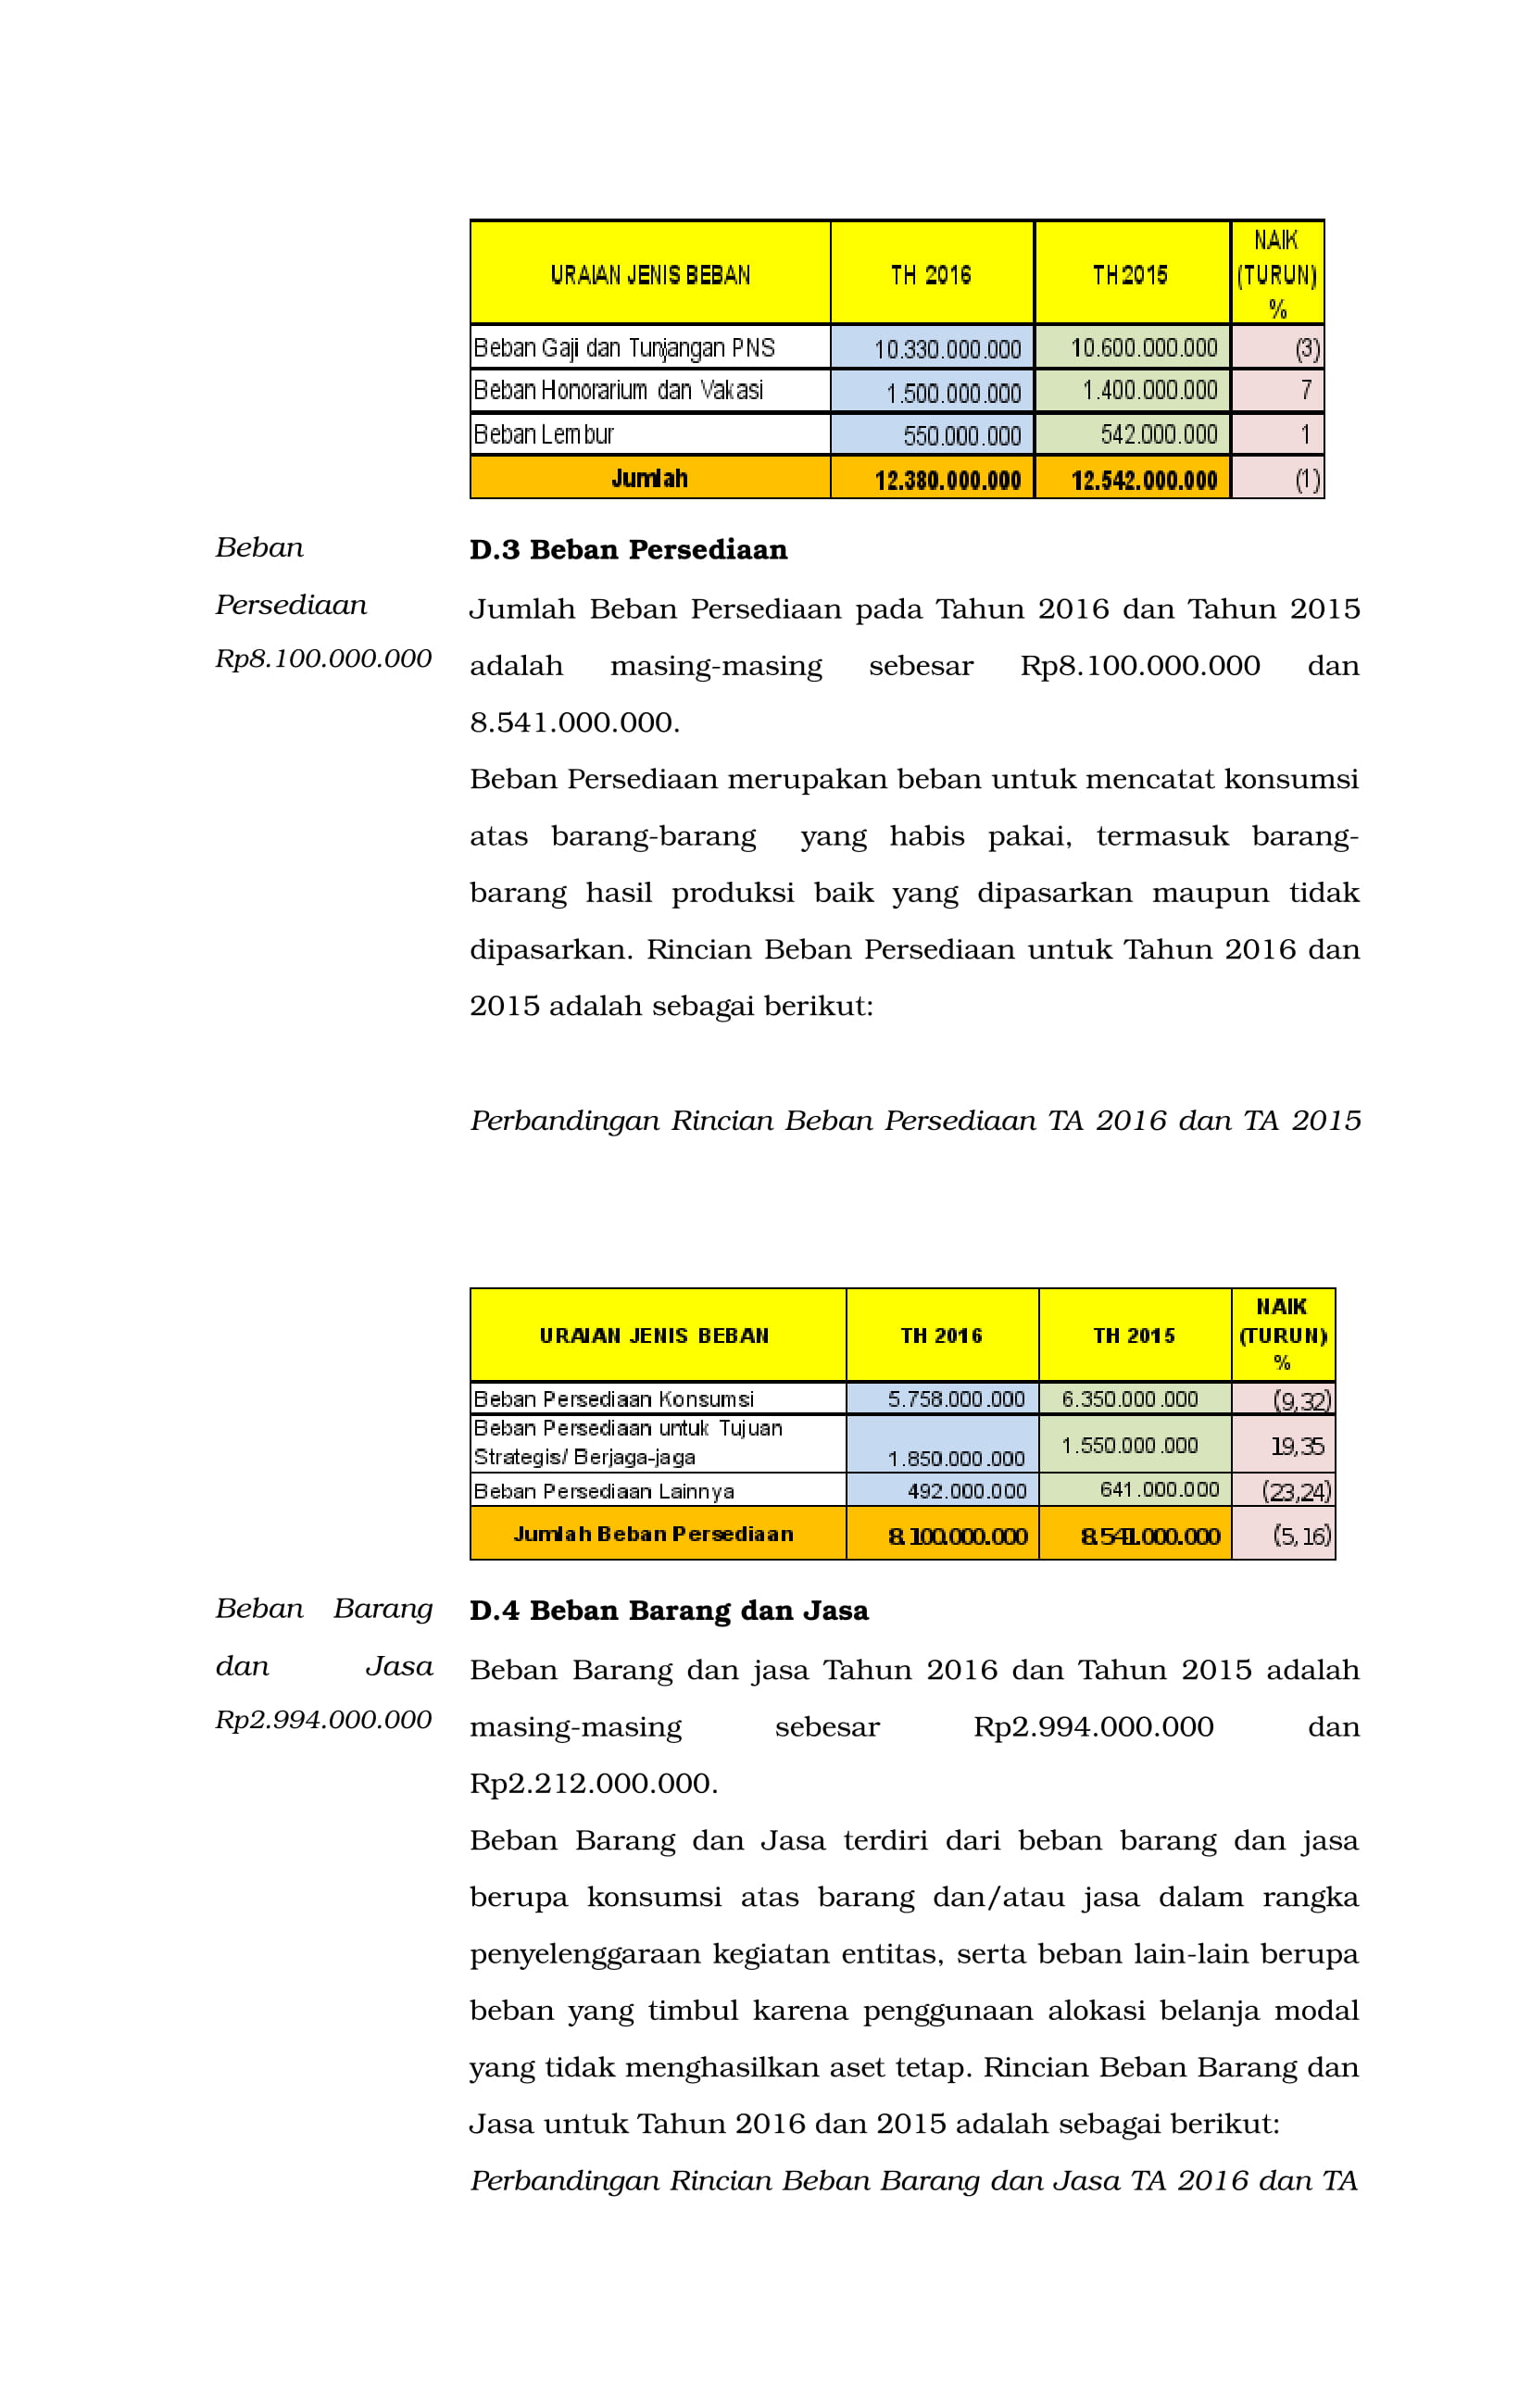 URAIAN JENIS BEBAN TH 2016 TH 2015 NAIK (TURUN) %
Beban Gaji dan Tunjangan PNS 10.330.000.000 10.600.000.000 (3)
Beban Honorarium dan Vakasi 1.500.000.000 1.400.000.000 7
Beban Lembur 550.000.000 542.000.000 1
Jumlah 12.380.000.000 12.542.000.000 (1)
Beban
Persediaan
Rp8.100.000.000
D.3 Beban Persediaan
Jumlah Beban Persediaan pada Tahun 2016 dan Tahun 2015
adalah masing-masing sebesar Rp8.100.000.000 dan
8.541.000.000.
Beban Persediaan merupakan beban untuk mencatat konsumsi
atas barang-barang yang habis pakai, termasuk barang-
barang hasil produksi baik yang dipasarkan maupun tidak
dipasarkan. Rincian Beban Persediaan untuk Tahun 2016 dan
2015 adalah sebagai berikut:
Perbandingan Rincian Beban Persediaan TA 2016 dan TA 2015
URAIAN JENIS BEBAN TH 2016 TH 2015 NAIK (TURUN) %
Beban Persediaan Konsumsi 5.758.000.000 6.350.000.000 (9,32)
Beban Persediaan untuk Tujuan
Strategis/ Berjaga-jaga 1.850.000.000 1.550.000.000 19,35
Beban Persediaan Lainnya 492.000.000 641.000.000 (23,24)
Jumlah Beban Persediaan 8.100.000.000 8.541.000.000 (5,16)
Beban Barang
dan Jasa
Rp2.994.000.000
D.4 Beban Barang dan Jasa
Beban Barang dan jasa Tahun 2016 dan Tahun 2015 adalah
masing-masing sebesar Rp2.994.000.000 dan
Rp2.212.000.000.
Beban Barang dan Jasa terdiri dari beban barang dan jasa
berupa konsumsi atas barang dan/atau jasa dalam rangka
penyelenggaraan kegiatan entitas, serta beban lain-lain berupa
beban yang timbul karena penggunaan alokasi belanja modal
yang tidak menghasilkan aset tetap. Rincian Beban Barang dan
Jasa untuk Tahun 2016 dan 2015 adalah sebagai berikut:
Perbandingan Rincian Beban Barang dan Jasa TA 2016 dan TA